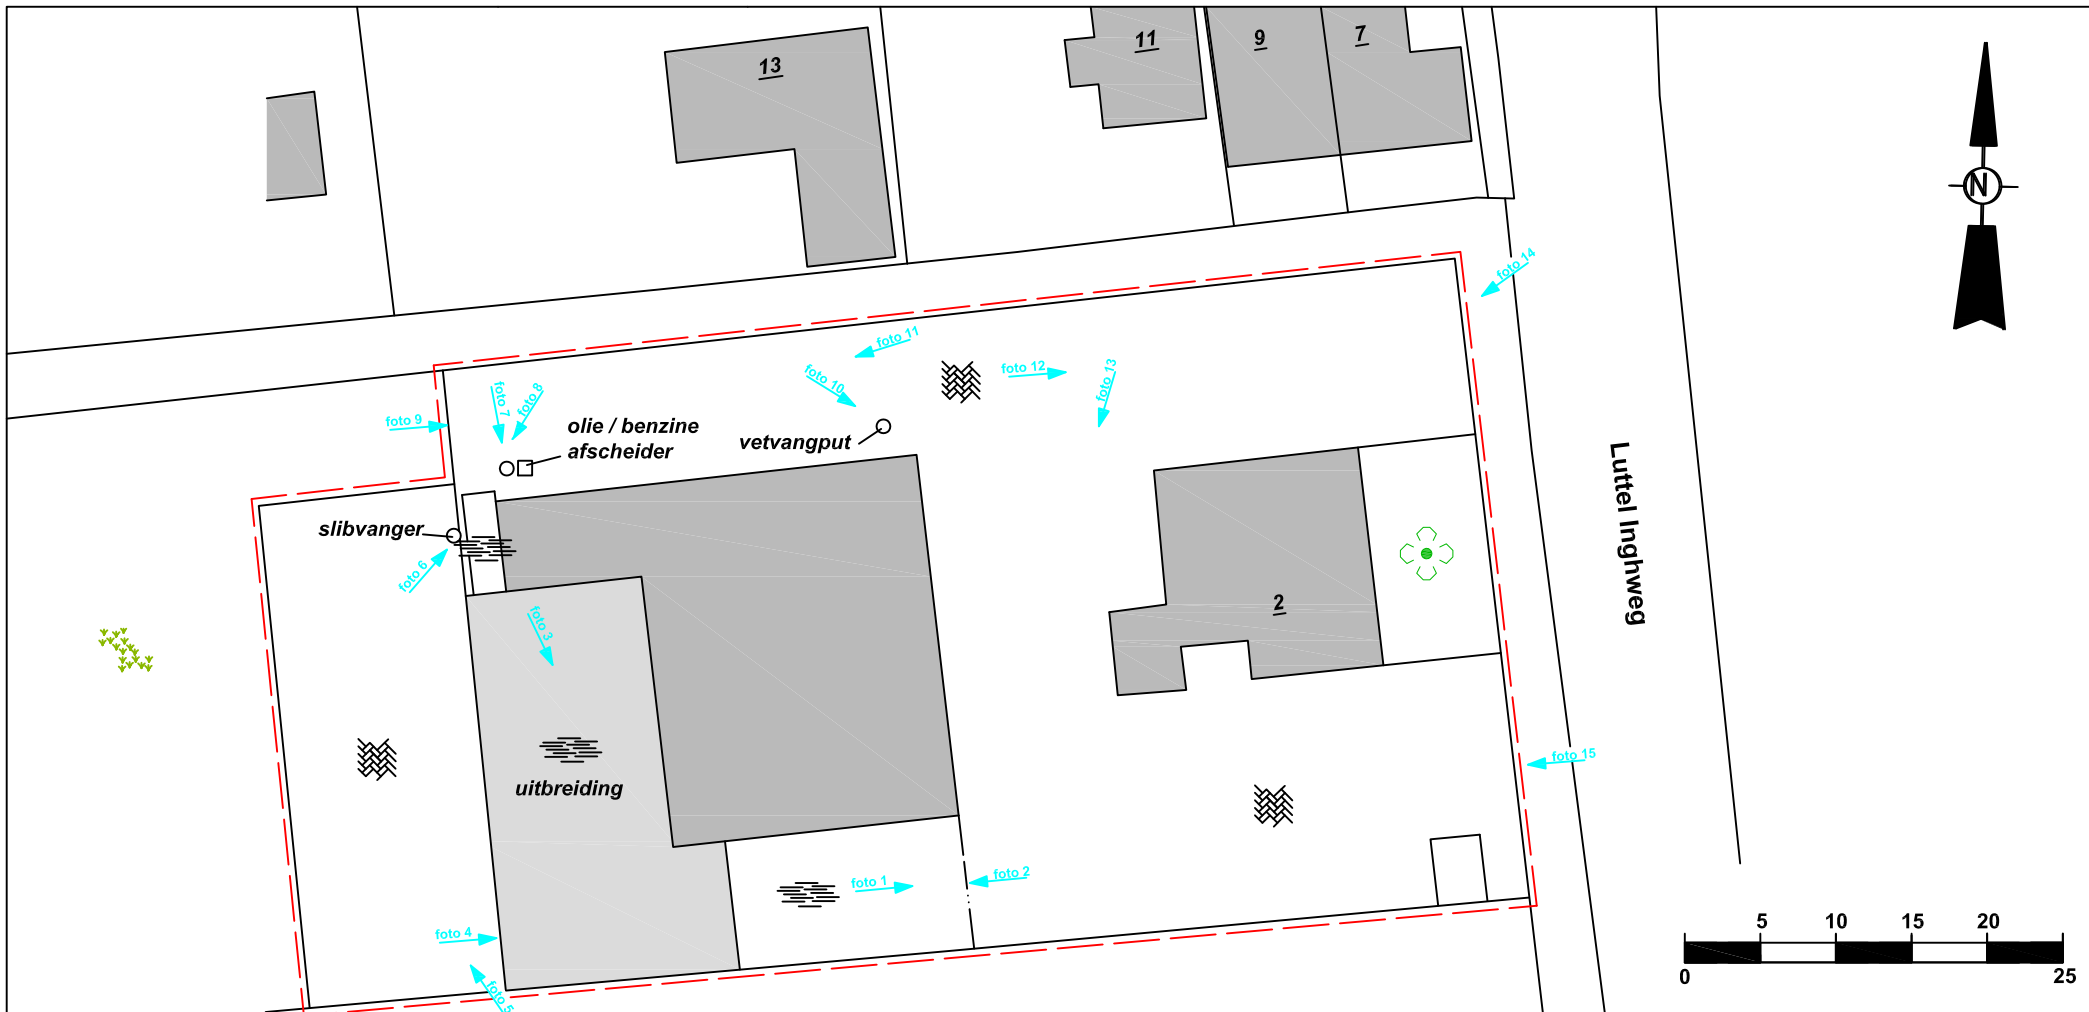 13
11
9
7
N
foto 14
foto 11
foto 12
foto 13
foto 10
foto 7
foto 8
foto 9
olie / benzine
afscheider
vetvangput
slibvanger
foto 6
foto 3
2
Luttel Inghweg
uitbreiding
foto 15
foto 1
foto 2
foto 4
foto 5
5 10 15 20
0 25